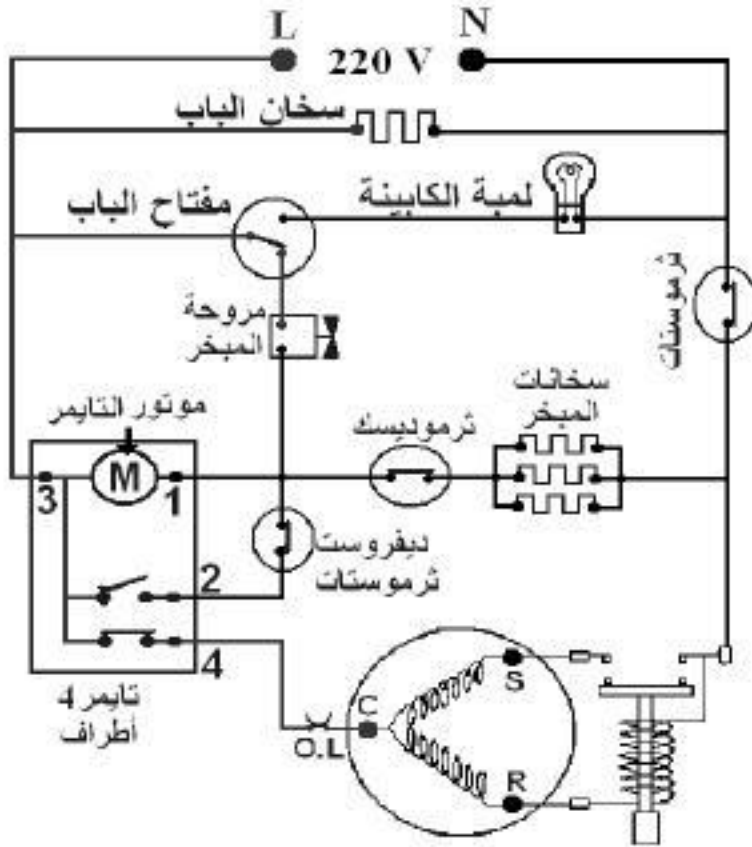 L 220 V N
سخان الباب
لمبة الكابينة
مفتاح الباب
ثرموستات
مروحة
المبخر
سخانات
المبخر
موتور التايمر
ثرموديسك
3 M 1
ديفروست
ثرموستات
2
4
تايمر 4
أطراف
O.L
C
S
R